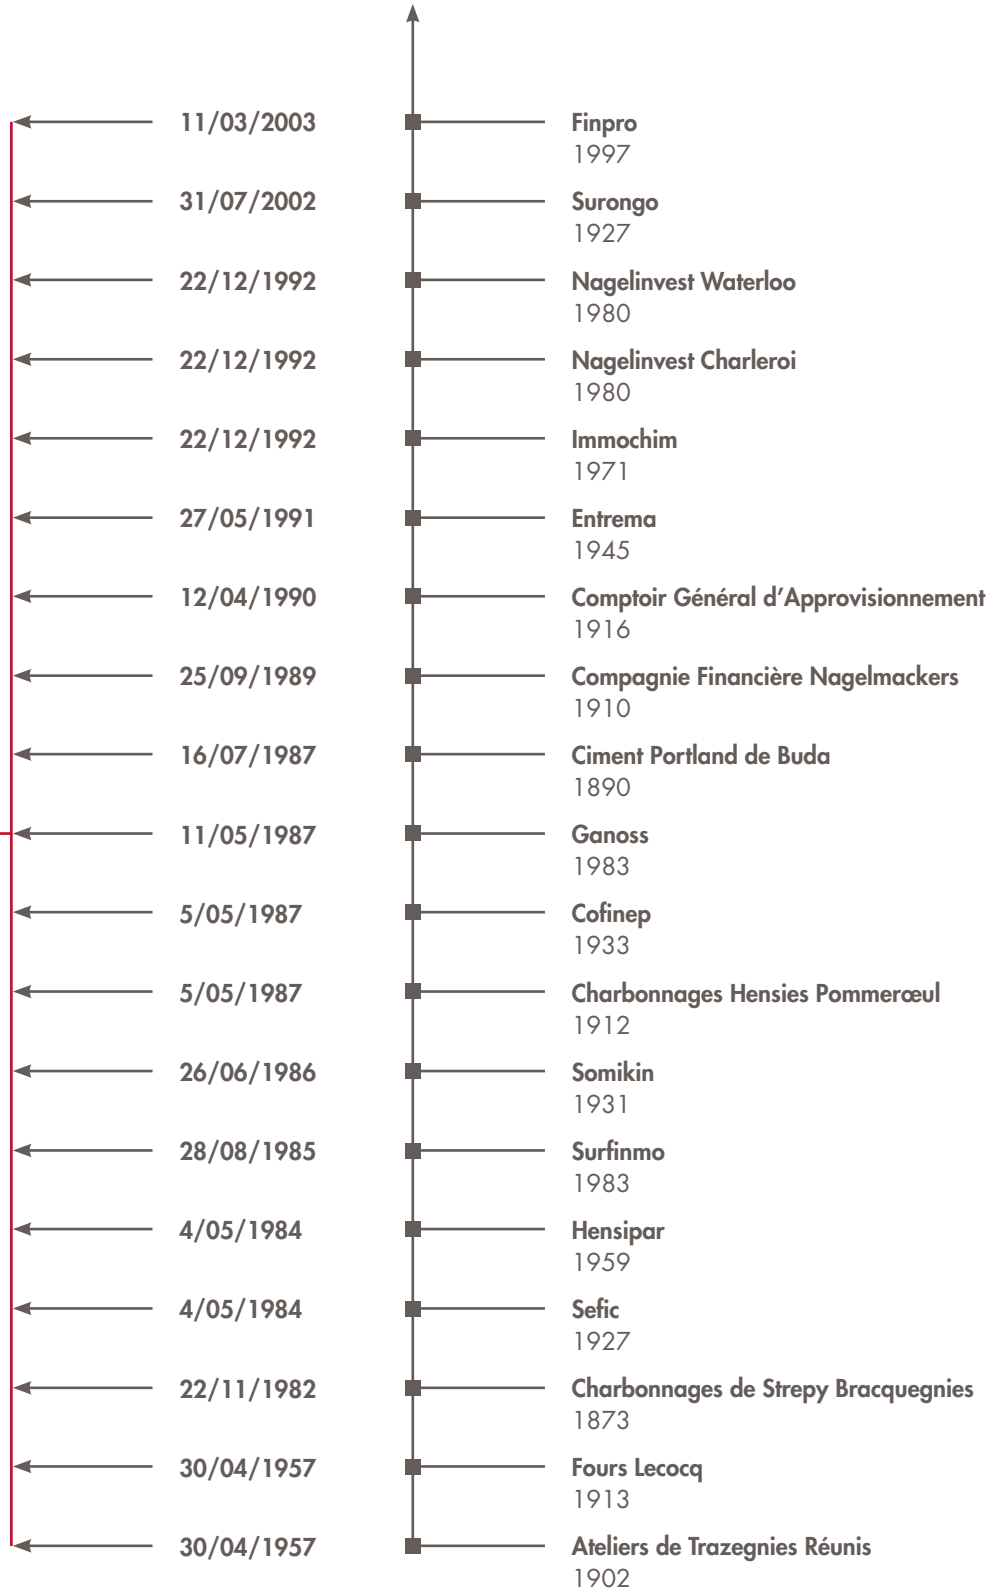 11/03/2003 Finpro
1997
31/07/2002 Surongo
1927
22/12/1992 Nagelinvest Waterloo
1980
22/12/1992 Nagelinvest Charleroi
1980
22/12/1992 Immochim
1971
27/05/1991 Entrema
1945
12/04/1990 Comptoir Général d’Approvisionnement
1916
25/09/1989 Compagnie Financière Nagelmackers
1910
16/07/1987 Ciment Portland de Buda
1890
11/05/1987 Ganoss
1983
5/05/1987 Cofinep
1933
5/05/1987 Charbonnages Hensies Pommerœul
1912
26/06/1986 Somikin
1931
28/08/1985 Surfinmo
1983
4/05/1984 Hensipar
1959
4/05/1984 Sefic
1927
22/11/1982 Charbonnages de Strepy Bracquegnies
1873
30/04/1957 Fours Lecocq
1913
30/04/1957 Ateliers de Trazegnies Réunis
1902